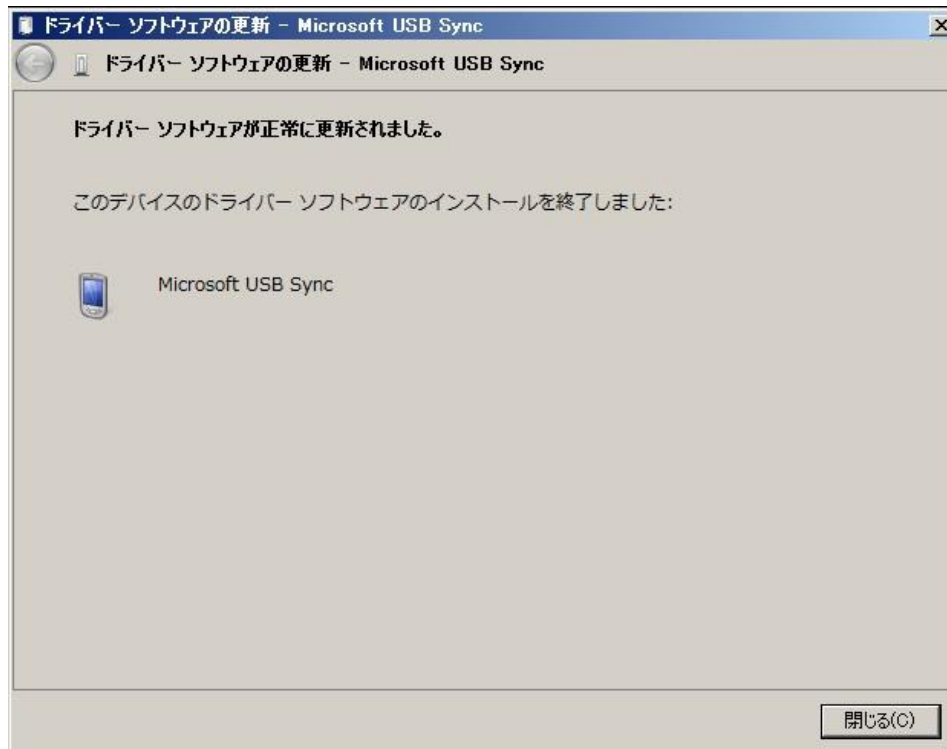 ドライバー ソフトウェアの更新 - Microsoft USB Sync
ドライバー ソフトウェアの更新 - Microsoft USB Sync
ドライバー ソフトウェアが正常に更新されました。
このデバイスのドライバー ソフトウェアのインストールを終了しました:
Microsoft USB Sync
閉じる(C)